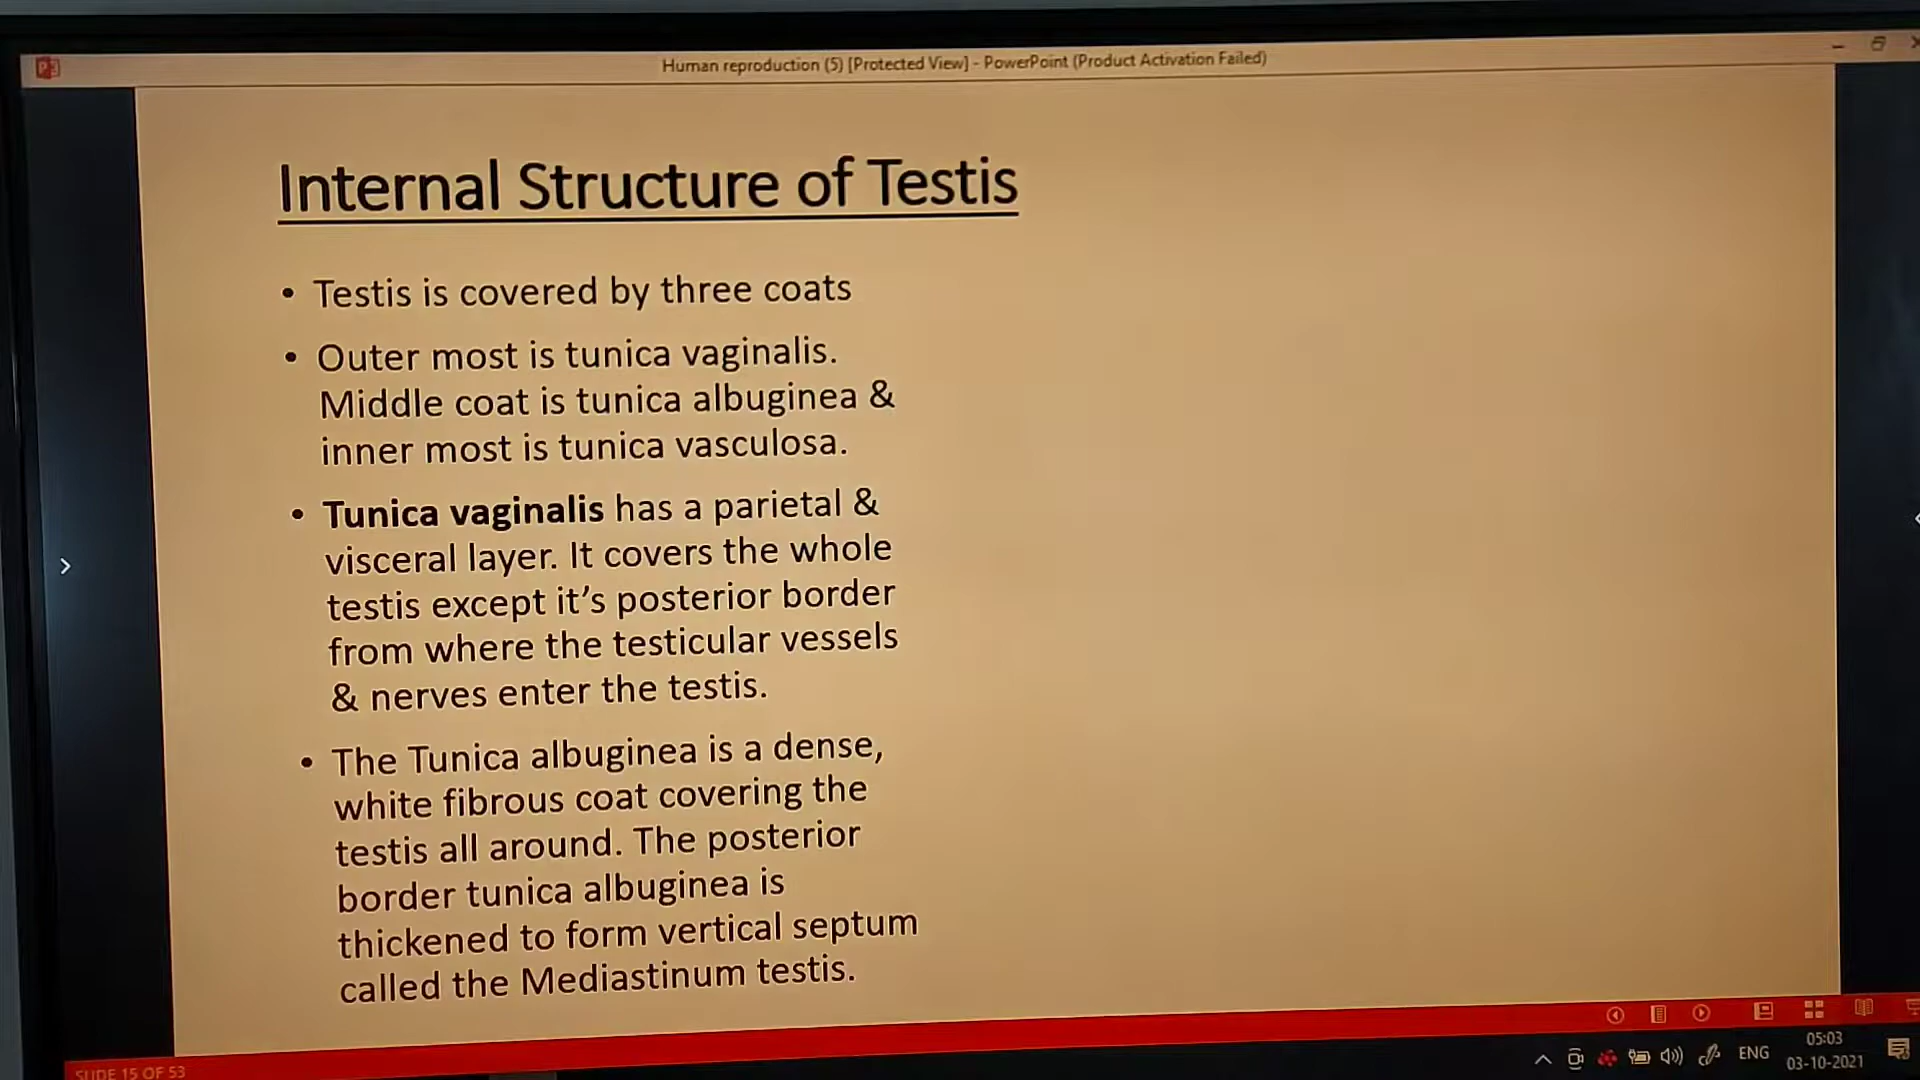 Human reproduction (5) [Protected View] - PowerPoint (Product Activation Failed)
Internal Structure of Testis
• Testis is covered by three coats
• Outer most is tunica vaginalis.
Middle coat is tunica albuginea &
inner most is tunica vasculosa.
• Tunica vaginalis has a parietal &
visceral layer. It covers the whole
testis except it's posterior border
from where the testicular vessels
& nerves enter the testis.
• The Tunica albuginea is a dense,
white fibrous coat covering the
testis all around. The posterior
border tunica albuginea is
thickened to form vertical septum
called the Mediastinum testis.
SLIDE 15 OF 53
ENG
05:03
03-10-2021